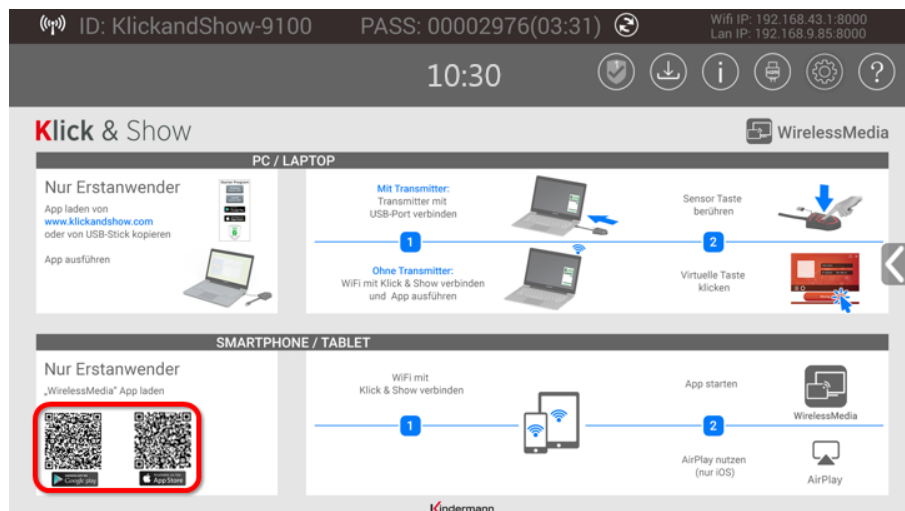 ID: KlickandShow-9100
PASS: 00002976(03:31)
Wifi IP: 192.168.43.1:8000
Lan IP: 192.168.9.85:8000
10:30
Klick & Show
WirelessMedia
PC / LAPTOP
Nur Erstanwender
App laden von
www.klickandshow.com
oder von USB-Stick kopieren
App ausführen
Mit Transmitter:
Transmitter mit
USB-Port verbinden
1
Ohne Transmitter:
WiFi mit Klick & Show verbinden
und App ausführen
Sensor Taste
berühren
2
Virtuelle Taste
klicken
SMARTPHONE / TABLET
Nur Erstanwender
„WirelessMedia" App laden
Google play
App Store
WiFi mit
Klick & Show verbinden
1
App starten
2
WirelessMedia
AirPlay nutzen
(nur iOS)
AirPlay
Kindermann